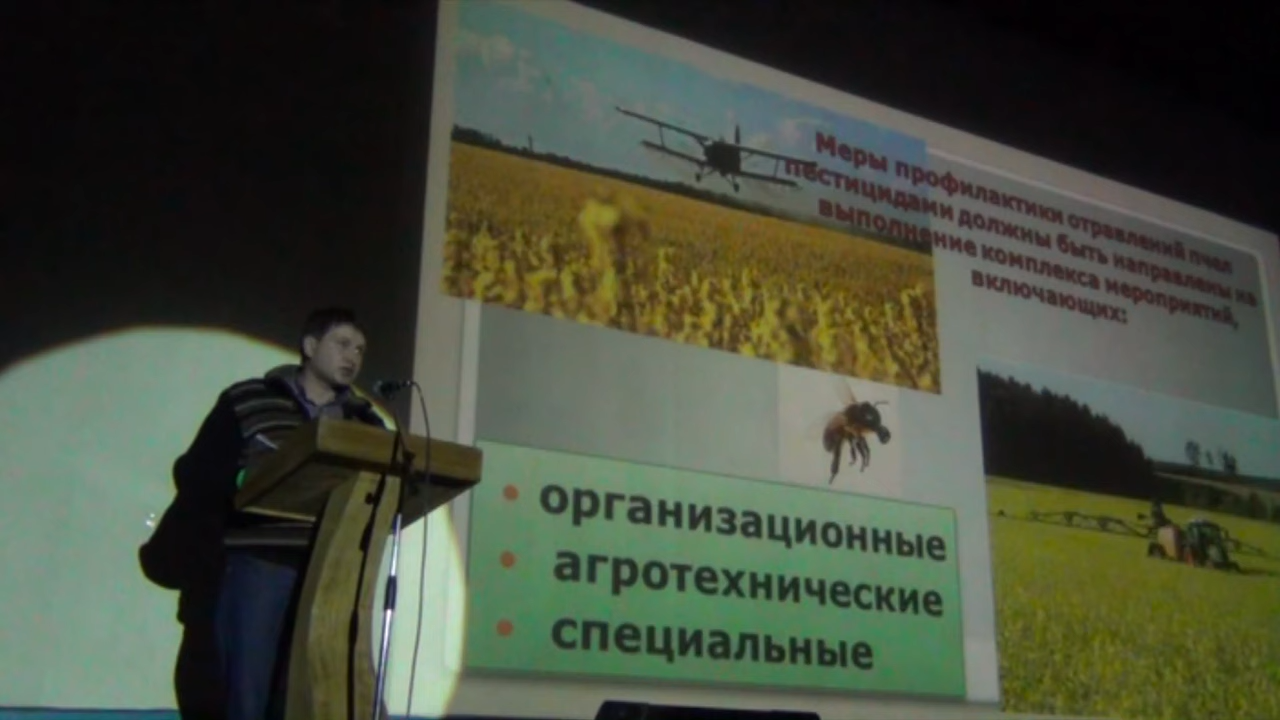 Меры профилактики отравлений пчел
пестицидами должны быть направлены на
выполнение комплекса мероприятий,
включающих:
• организационные
• агротехнические
• специальные